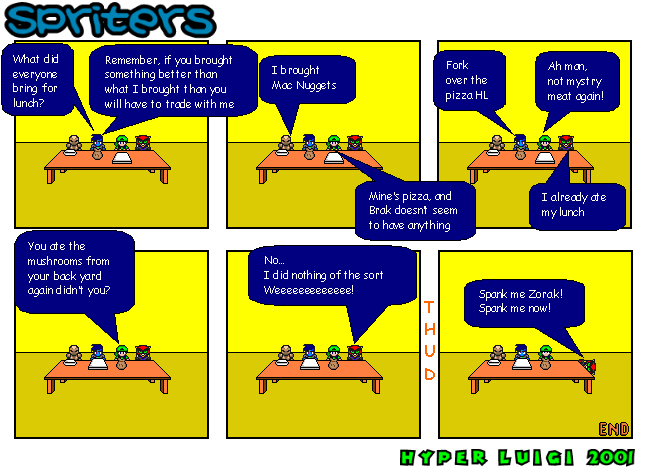 Spriters
What did
everyone
bring for
lunch?
Remember, if you brought
something better than
what I brought than you
will have to trade with me
I brought
Mac Nuggets
Mine's pizza, and
Brak doesn't seem
to have anything
Fork
over the
pizza HL
Ah man,
not mystry
meat again!
I already ate
my lunch
You ate the
mushrooms from
your back yard
again didn't you?
No...
I did nothing of the sort
Weeeeeeeeeeeee!
THUD
Spank me Zorak!
Spank me now!
END
HYPER LUIGI 2001